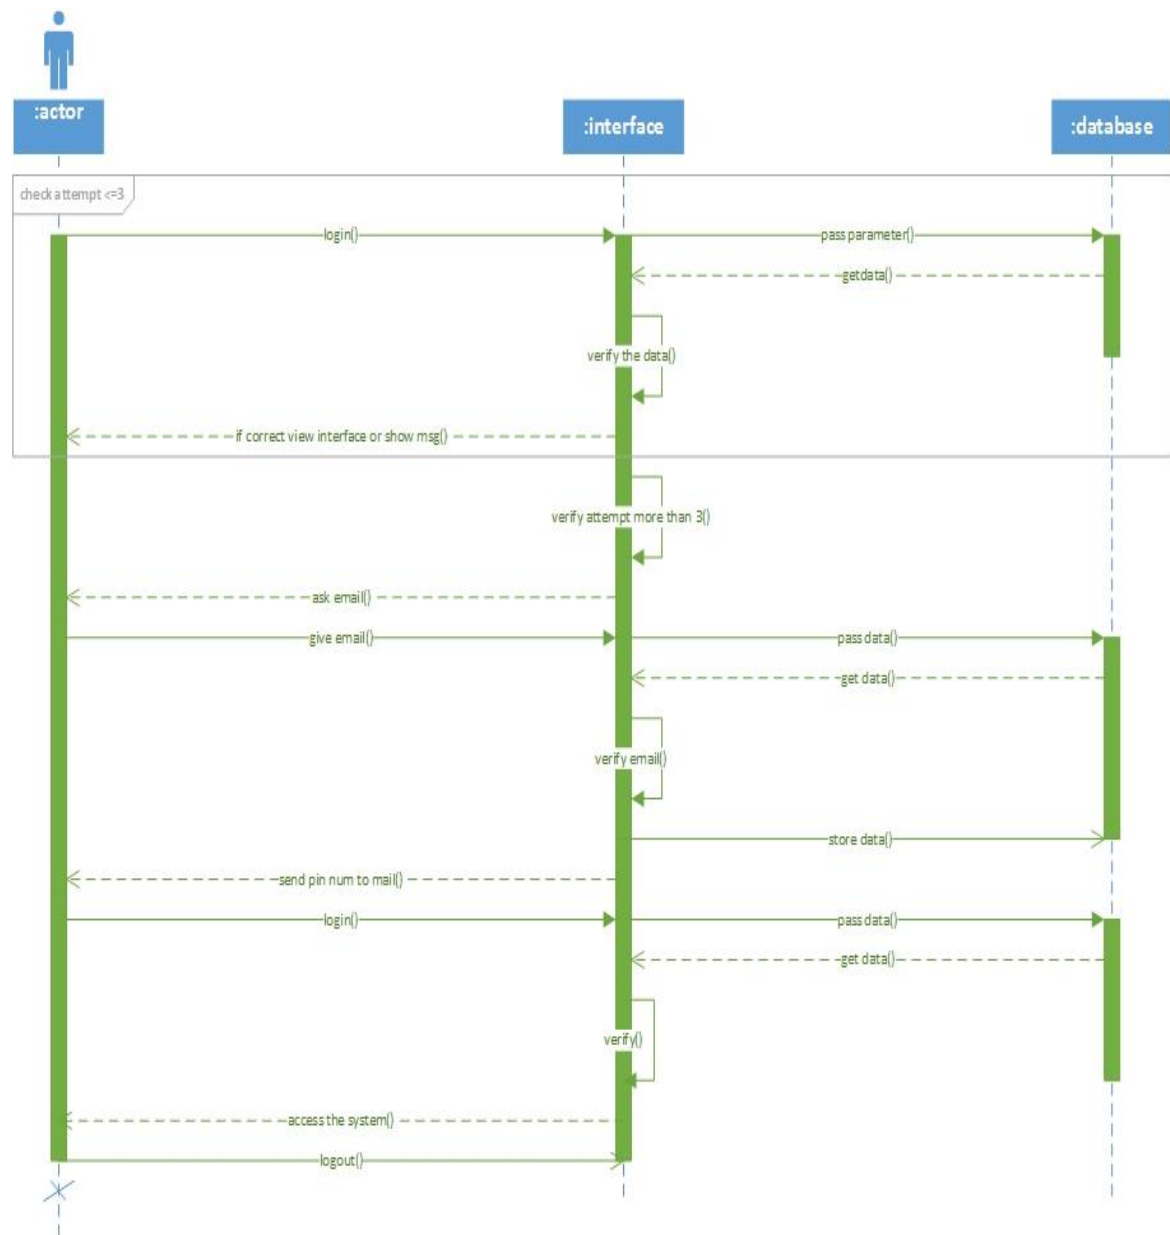 :actor
:interface
:database
check attempt <=3
login()
pass parameter()
getdata()
verify the data()
if correct view interface or show msg()
verify attempt more than 3()
ask email()
give email()
pass data()
get data()
verify email()
store data()
send pin num to mail()
login()
pass data()
get data()
verify()
access the system()
logout()